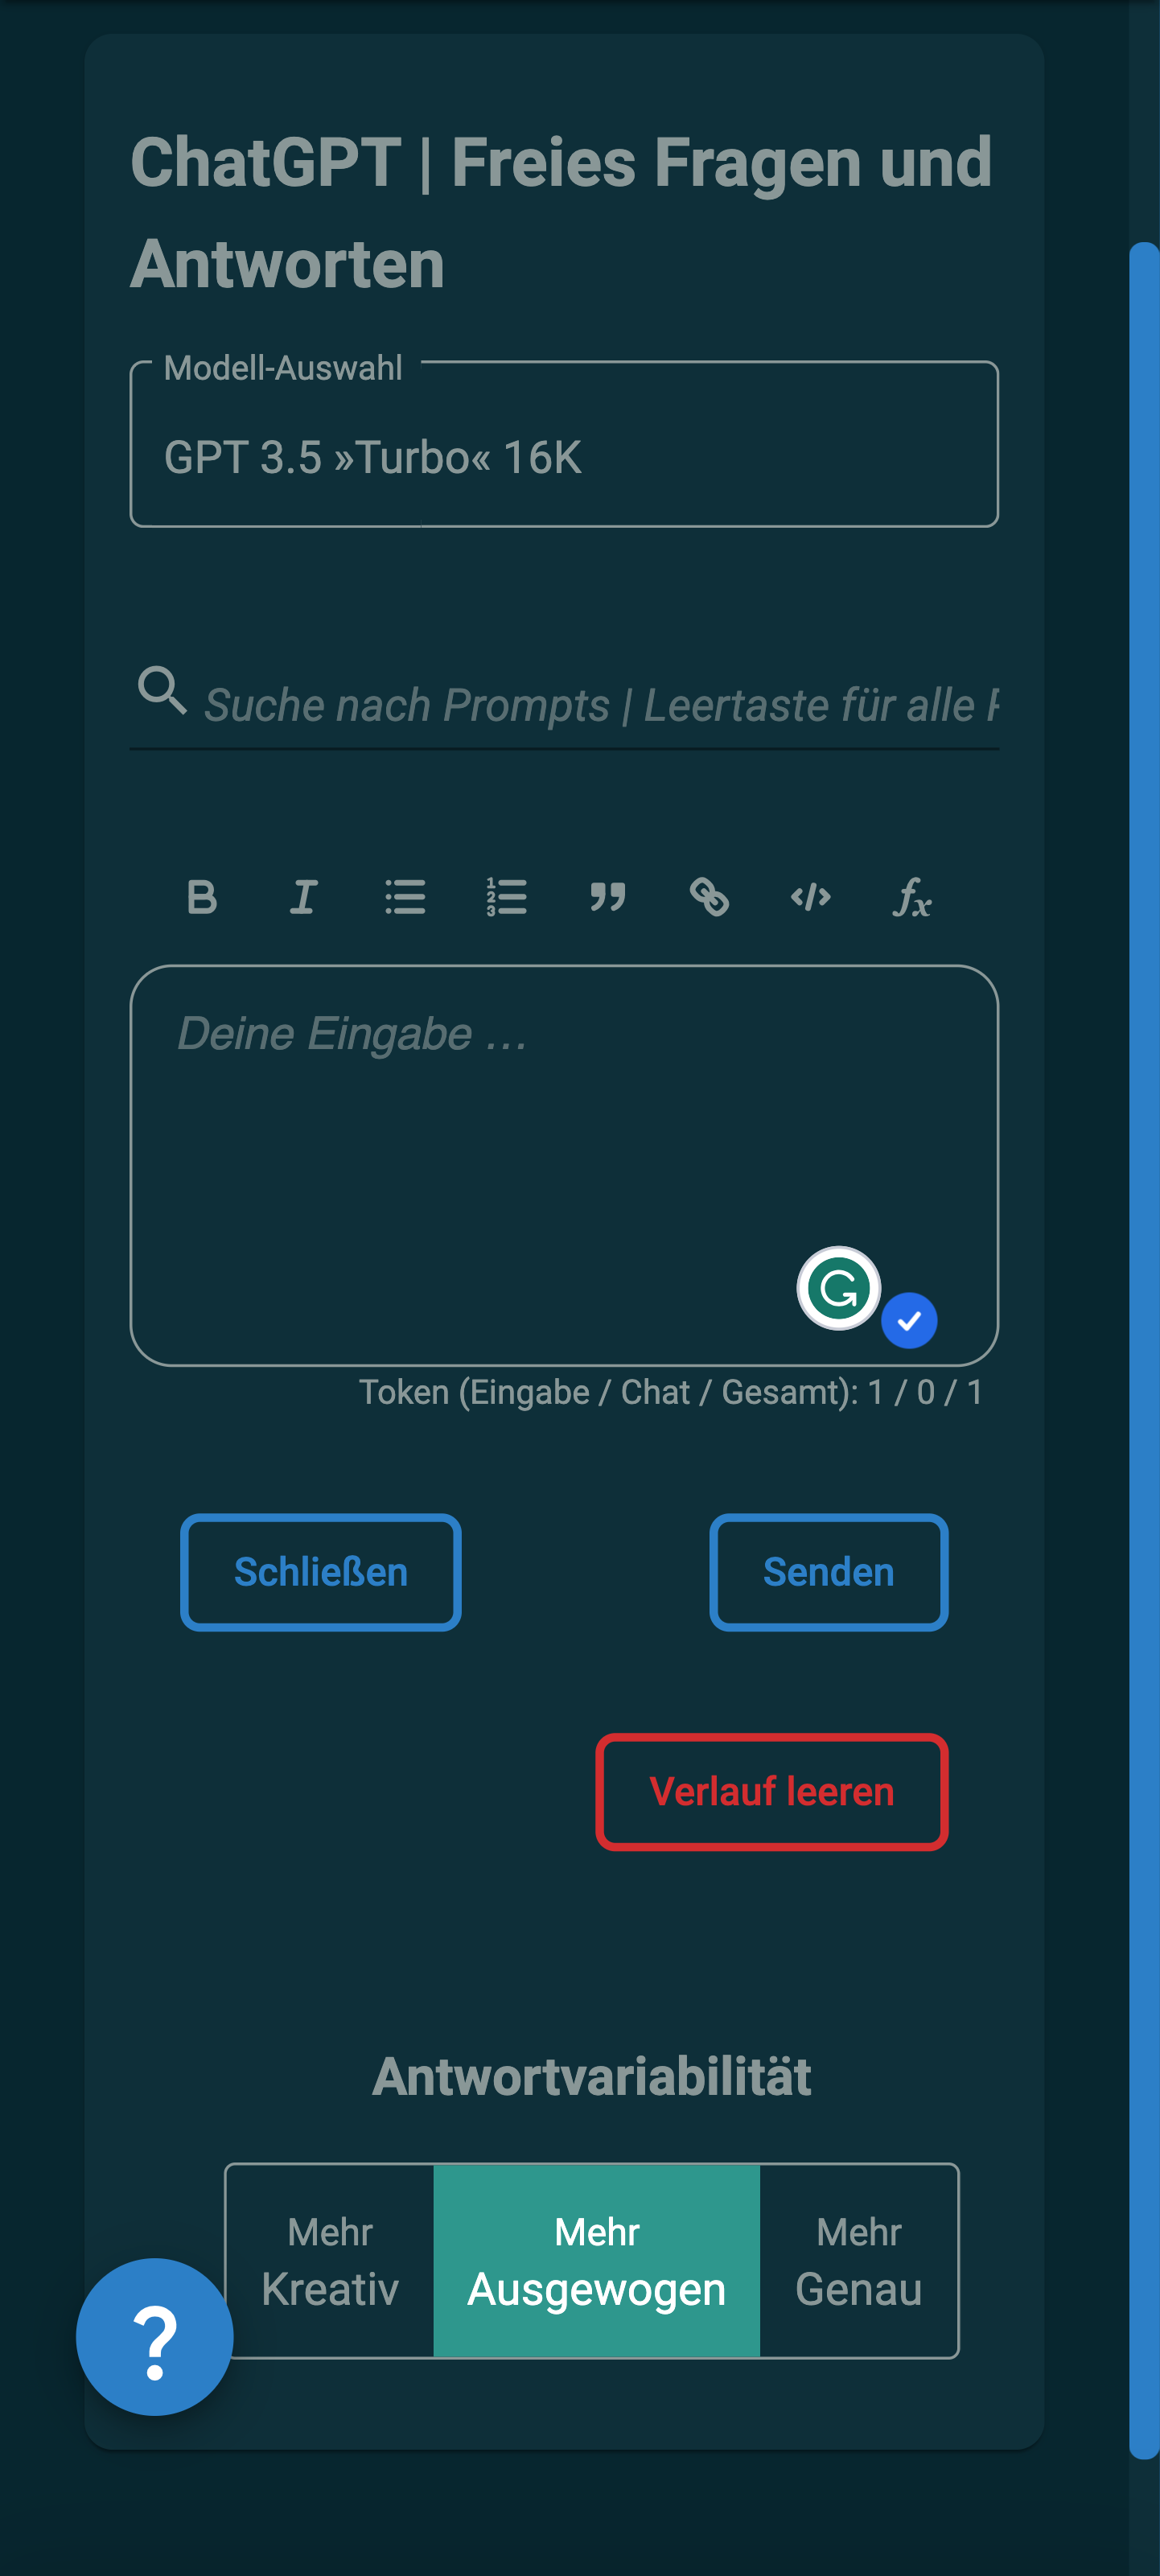 ChatGPT | Freies Fragen und
Antworten
Modell-Auswahl
GPT 3.5 »Turbo« 16K
Suche nach Prompts | Leertaste für alle
Deine Eingabe ...
Token (Eingabe / Chat / Gesamt): 1 / 0 / 1
Schließen
Senden
Verlauf leeren
Antwortvariabilität
Mehr Mehr Mehr
Kreativ Ausgewogen Genau
?